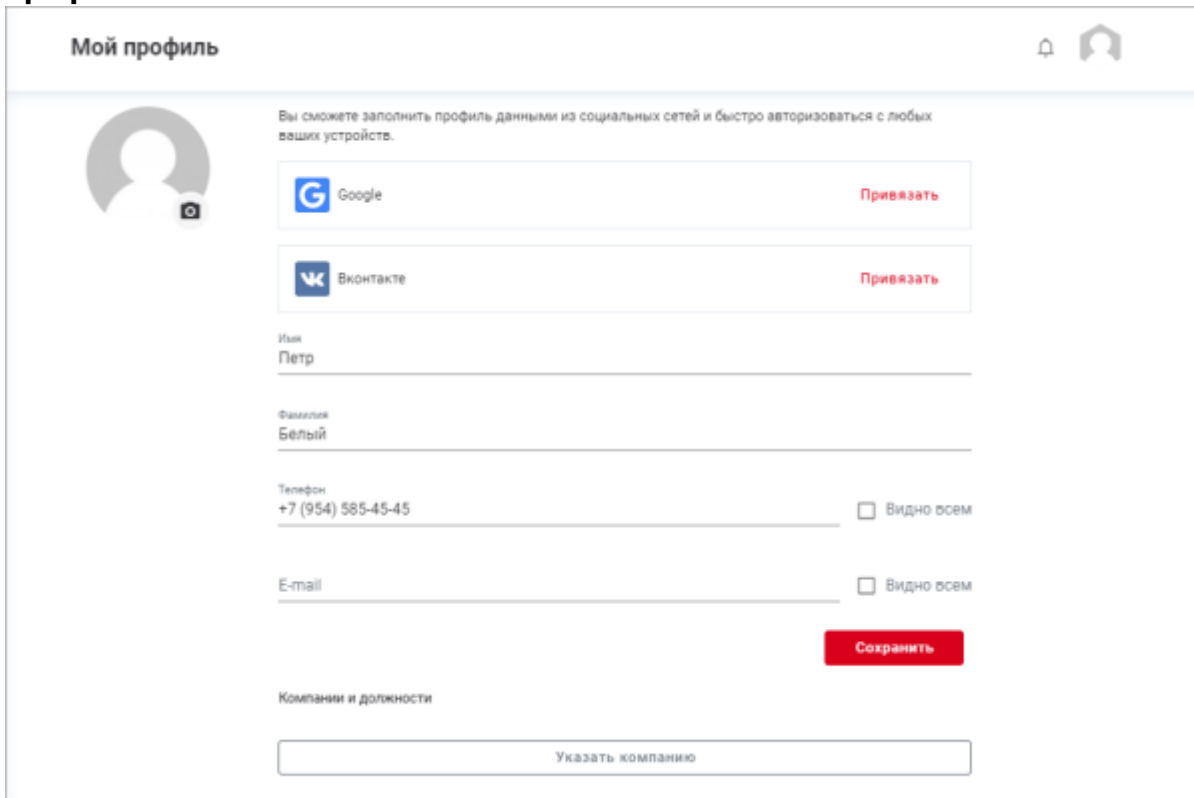 Мой профиль
Вы сможете заполнить профиль данными из социальных сетей и быстро авторизоваться с любых
ваших устройств.
Google
Привязать
Вконтакте
Привязать
Имя
Петр
Фамилия
Белый
Телефон
+7 (954) 585-45-45
Видно всем
E-mail
Видно всем
Сохранить
Компании и должности
Указать компанию